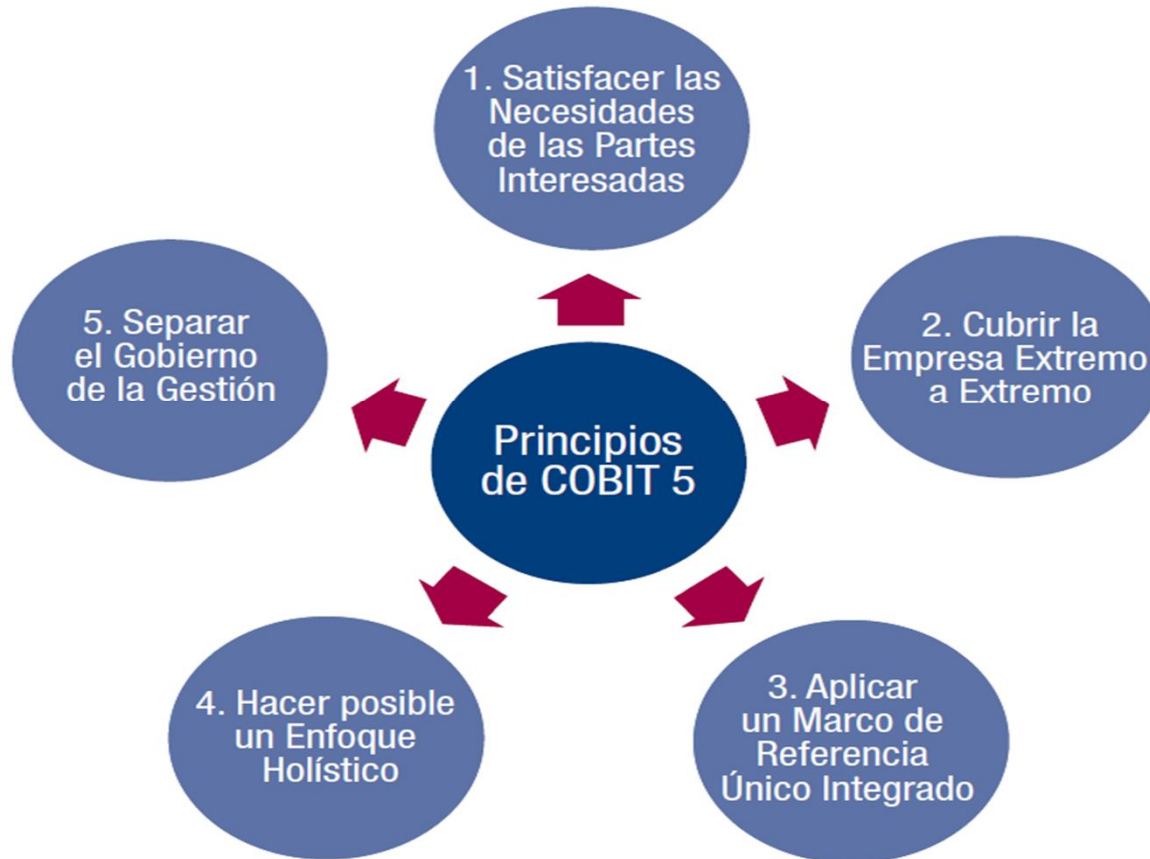 1. Satisfacer las
Necesidades
de las Partes
Interesadas
2. Cubrir la
Empresa Extremo
a Extremo
3. Aplicar
un Marco de
Referencia
Único Integrado
4. Hacer posible
un Enfoque
Holístico
5. Separar
el Gobierno
de la Gestión
Principios
de COBIT 5